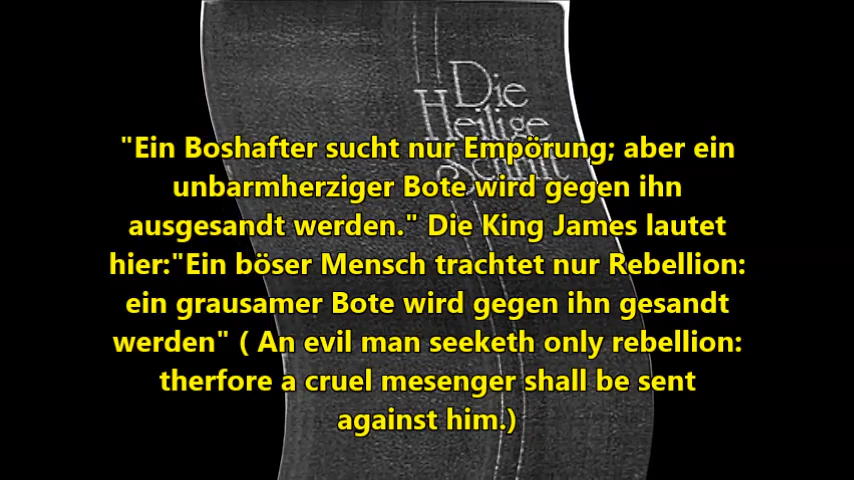 Die
Heilige
Schrift
"Ein Boshafter sucht nur Empörung; aber ein
unbarmherziger Bote wird gegen ihn
ausgesandt werden." Die King James lautet
hier:"Ein böser Mensch trachtet nur Rebellion:
ein grausamer Bote wird gegen ihn gesandt
werden" ( An evil man seeketh only rebellion:
therfore a cruel mesenger shall be sent
against him.)